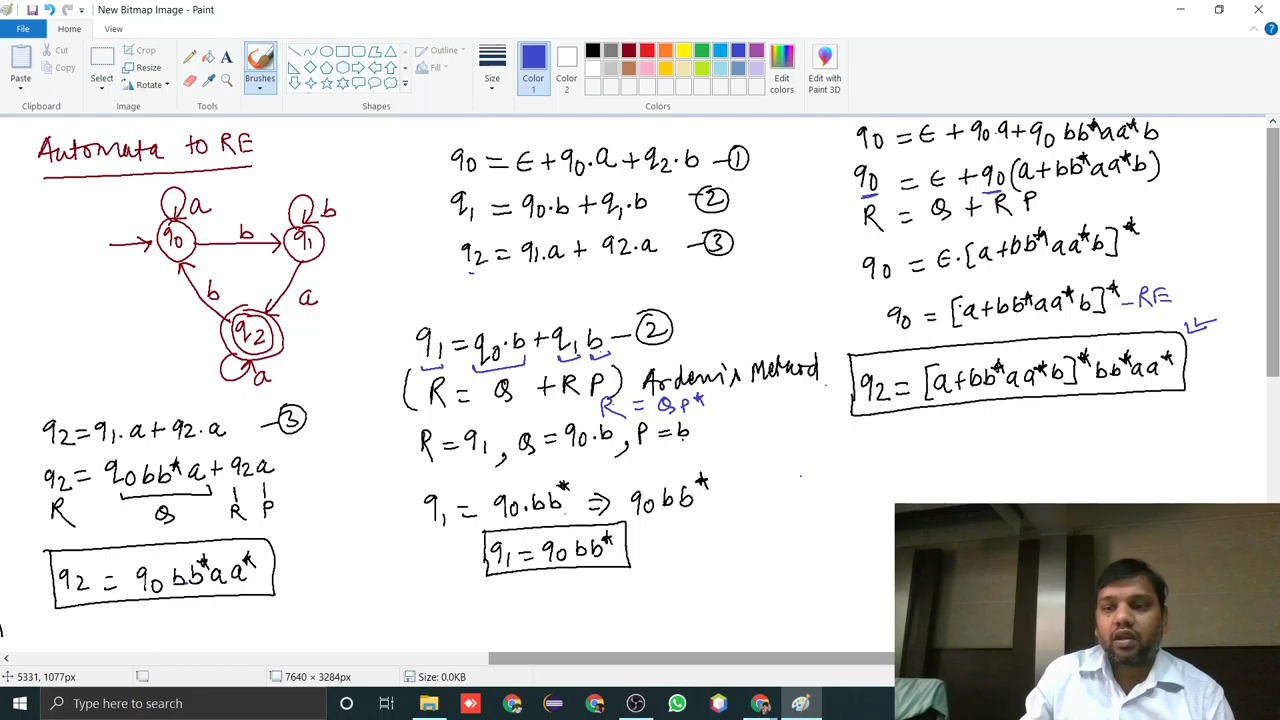 New Bitmap Image - Paint
File
Home
View
Paste
Cut
Copy
Clipboard
Select
Crop
Resize
Rotate
Image
Tools
Brushes
Outline
Fill
Shapes
Size
Color 1
Color 2
Edit colors
Colors
Edit with Paint 3D
Automata to RE
a
b
q0
b
q1
b
a
q2
a
q2 = q1.a + q2.a -③
q2 = q0bb*a + q2a
R Q R P
q2 = q0bb*aa*
q0 = ∈ + q0.a + q2.b -①
q1 = q0.b + q1.b -②
q2 = q1.a + q2.a -③
q1 = q0.b + q1b -②
(R = Q + RP) Arden's Method
R = QP*
R = q1, Q = q0.b, P = b
q1 = q0.bb* ⇒ q0bb*
q1 = q0bb*
q0 = ∈ + q0.a + q0 bb*aa*b
q0 = ∈ + q0(a+bb*aa*b)
R = Q + RP
q0 = ∈.[a+bb*aa*b]*
q0 = [a+bb*aa*b]* -RE
q2 = [a+bb*aa*b]*bb*aa*
5331, 1077px
7640 × 3284px
Size: 0.0KB
Type here to search